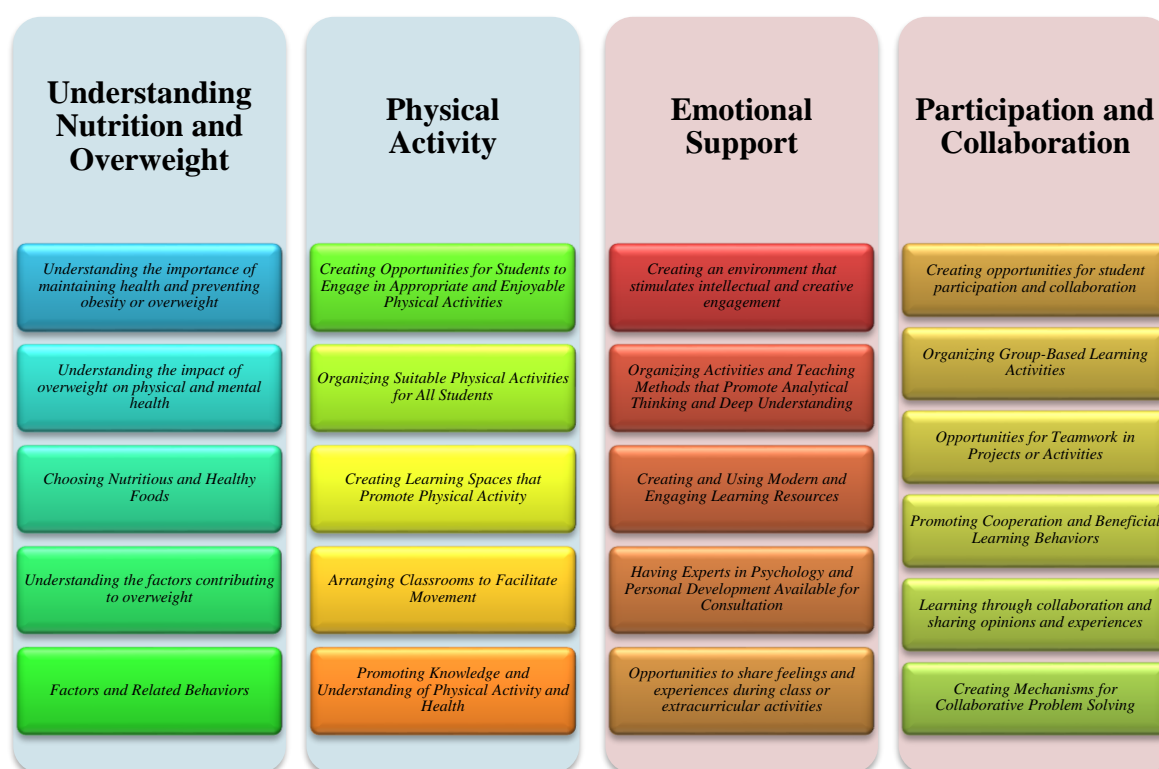 Understanding
Nutrition and
Overweight
Understanding the importance of
maintaining health and preventing
obesity or overweight
Understanding the impact of
overweight on physical and mental
health
Choosing Nutritious and Healthy
Foods
Understanding the factors contributing
to overweight
Factors and Related Behaviors
Physical
Activity
Creating Opportunities for Students to
Engage in Appropriate and Enjoyable
Physical Activities
Organizing Suitable Physical Activities
for All Students
Creating Learning Spaces that
Promote Physical Activity
Arranging Classrooms to Facilitate
Movement
Promoting Knowledge and
Understanding of Physical Activity and
Health
Emotional
Support
Creating an environment that
stimulates intellectual and creative
engagement
Organizing Activities and Teaching
Methods that Promote Analytical
Thinking and Deep Understanding
Creating and Using Modern and
Engaging Learning Resources
Having Experts in Psychology and
Personal Development Available for
Consultation
Opportunities to share feelings and
experiences during class or
extracurricular activities
Participation and
Collaboration
Creating opportunities for student
participation and collaboration
Organizing Group-Based Learning
Activities
Opportunities for Teamwork in
Projects or Activities
Promoting Cooperation and Beneficial
Learning Behaviors
Learning through collaboration and
sharing opinions and experiences
Creating Mechanisms for
Collaborative Problem Solving